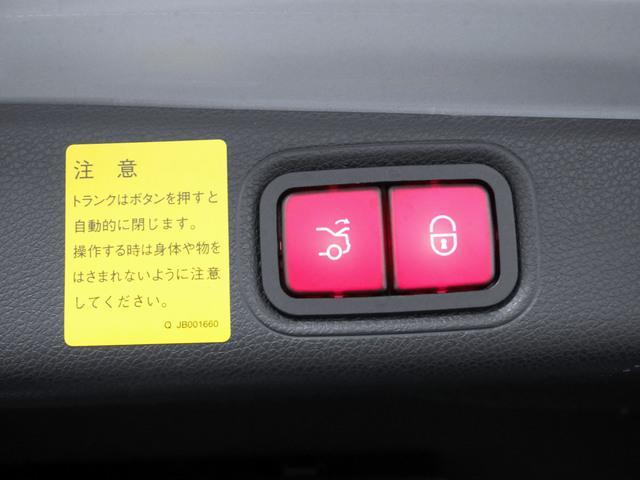 注 意
トランクはボタンを押すと
自動的に閉じます。
操作する時は身体や物を
はさまれないように注意
してください。
Q JB001660